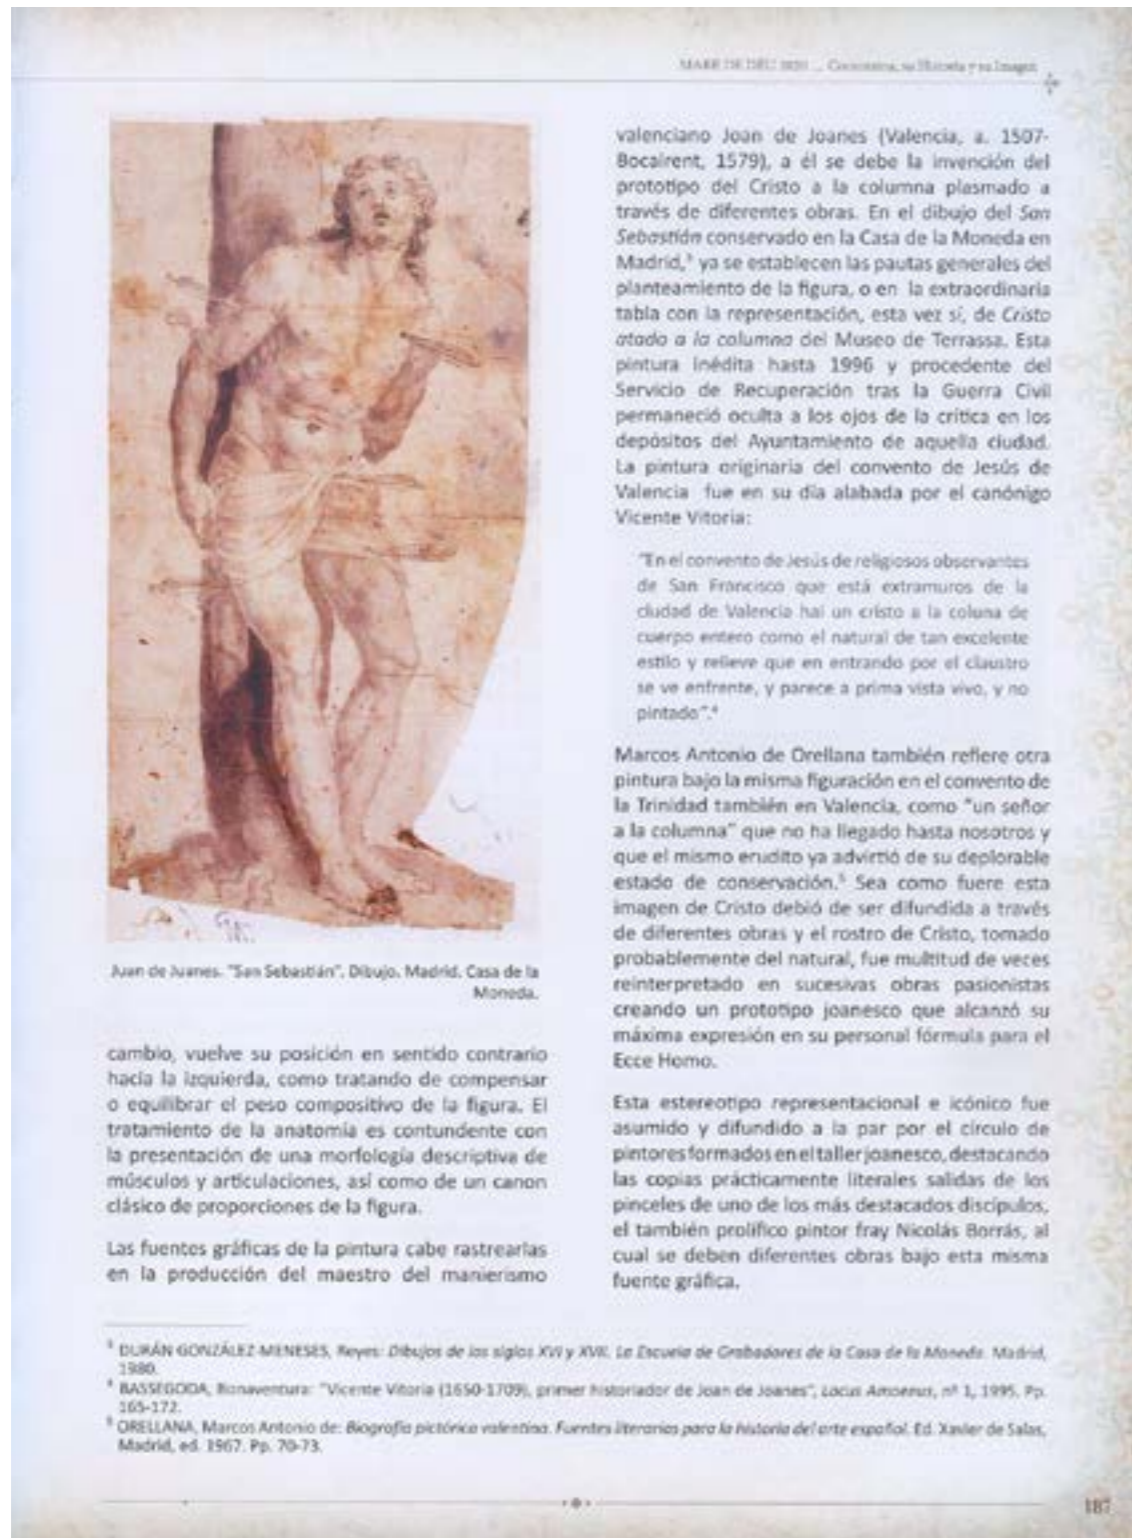 MARE DE DÉU 2020 ... Cocentaina, su Historia y su Imagen
Juan de Juanes. "San Sebastián". Dibujo. Madrid. Casa de la
Moneda.
cambio, vuelve su posición en sentido contrario
hacia la izquierda, como tratando de compensar
o equilibrar el peso compositivo de la figura. El
tratamiento de la anatomía es contundente con
la presentación de una morfología descriptiva de
músculos y articulaciones, así como de un canon
clásico de proporciones de la figura.
Las fuentes gráficas de la pintura cabe rastrearlas
en la producción del maestro del manierismo
valenciano Joan de Joanes (Valencia, a. 1507-
Bocairent, 1579), a él se debe la invención del
prototipo del Cristo a la columna plasmado a
través de diferentes obras. En el dibujo del San
Sebastián conservado en la Casa de la Moneda en
Madrid,³ ya se establecen las pautas generales del
planteamiento de la figura, o en la extraordinaria
tabla con la representación, esta vez sí, de Cristo
atado a la columna del Museo de Terrassa. Esta
pintura inédita hasta 1996 y procedente del
Servicio de Recuperación tras la Guerra Civil
permaneció oculta a los ojos de la crítica en los
depósitos del Ayuntamiento de aquella ciudad.
La pintura originaria del convento de Jesús de
Valencia fue en su día alabada por el canónigo
Vicente Vitoria:
"En el convento de Jesús de religiosos observantes
de San Francisco que está extramuros de la
ciudad de Valencia hai un cristo a la coluna de
cuerpo entero como el natural de tan excelente
estilo y relieve que en entrando por el claustro
se ve enfrente, y parece a prima vista vivo, y no
pintado".⁴
Marcos Antonio de Orellana también refiere otra
pintura bajo la misma figuración en el convento de
la Trinidad también en Valencia, como "un señor
a la columna" que no ha llegado hasta nosotros y
que el mismo erudito ya advirtió de su deplorable
estado de conservación.⁵ Sea como fuere esta
imagen de Cristo debió de ser difundida a través
de diferentes obras y el rostro de Cristo, tomado
probablemente del natural, fue multitud de veces
reinterpretado en sucesivas obras pasionistas
creando un prototipo joanesco que alcanzó su
máxima expresión en su personal fórmula para el
Ecce Homo.
Esta estereotipo representacional e icónico fue
asumido y difundido a la par por el círculo de
pintores formados en el taller joanesco, destacando
las copias prácticamente literales salidas de los
pinceles de uno de los más destacados discípulos,
el también prolífico pintor fray Nicolás Borrás, al
cual se deben diferentes obras bajo esta misma
fuente gráfica.
³ DURÁN GONZÁLEZ-MENESES, Reyes: Dibujos de los siglos XVI y XVII. La Escuela de Grabadores de la Casa de la Moneda. Madrid,
1980.
⁴ BASSEGODA, Bonaventura: "Vicente Vitoria (1650-1709), primer historiador de Joan de Joanes", Locus Amoenus, nº 1, 1995. Pp.
165-172.
⁵ ORELLANA, Marcos Antonio de: Biografía pictórica valentina. Fuentes literarias para la historia del arte español. Ed. Xavier de Salas,
Madrid, ed. 1967. Pp. 70-73.
187